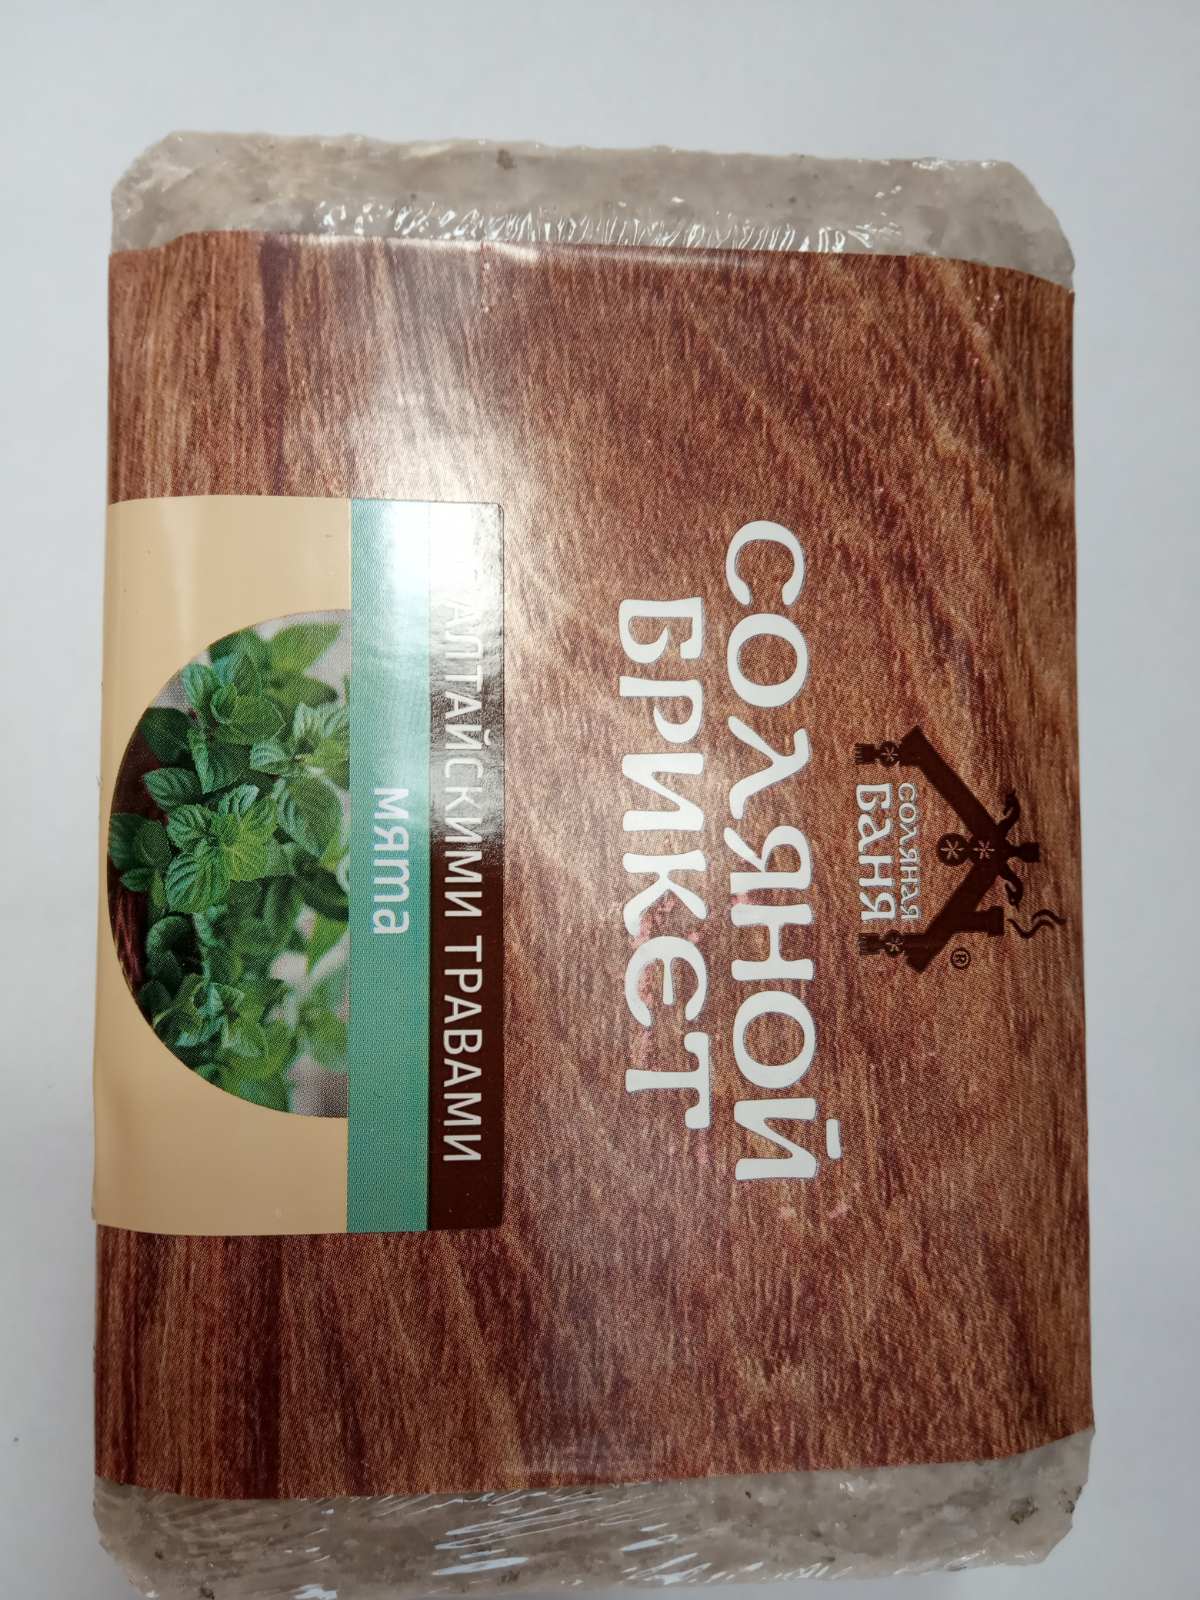 СОЛЯНАЯ
БАНЯ
®
СОЛЯНОЙ
БРИКЕТ
АЛТАЙСКИМИ ТРАВАМИ
мята